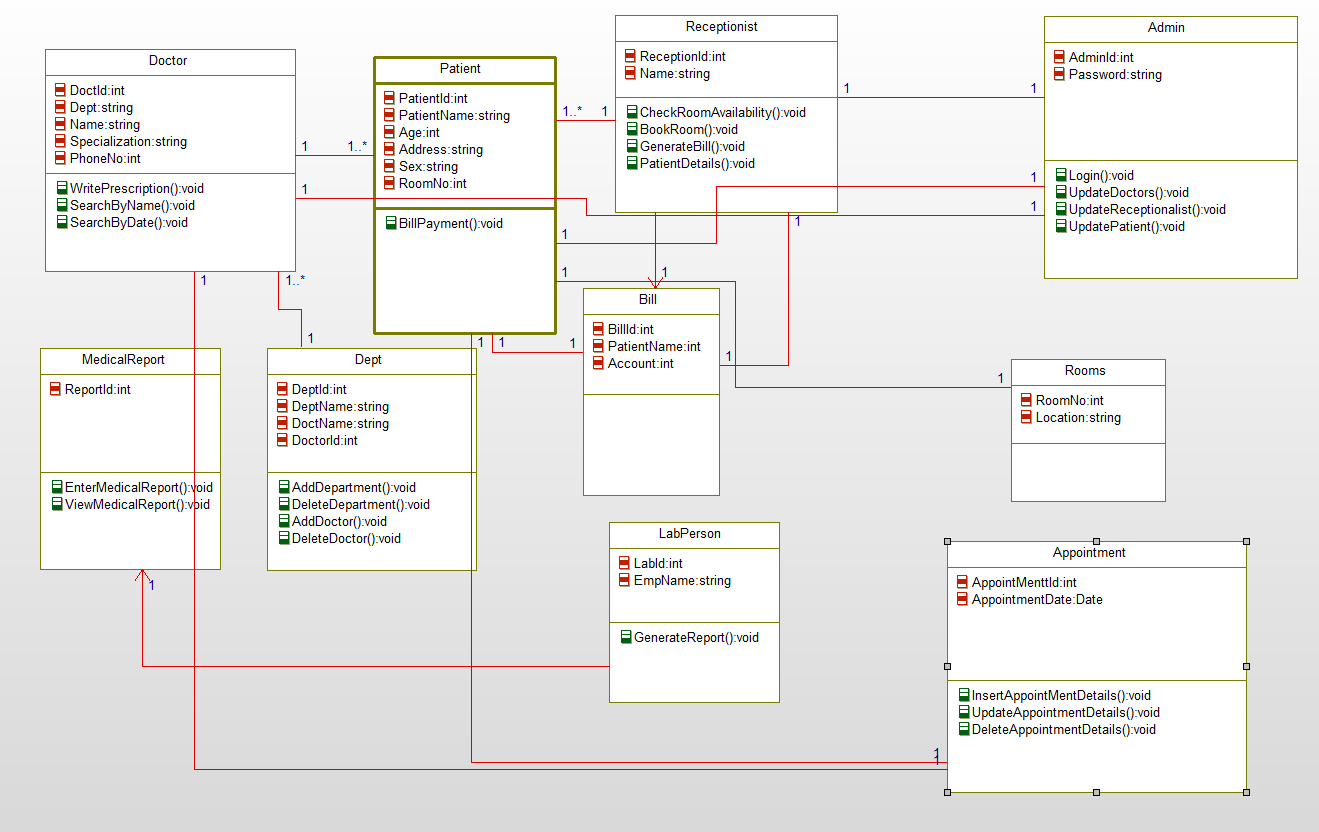 Doctor
DoctId:int
Dept:string
Name:string
Specialization:string
PhoneNo:int
WritePrescription():void
SearchByName():void
SearchByDate():void
Patient
PatientId:int
PatientName:string
Age:int
Address:string
Sex:string
RoomNo:int
BillPayment():void
Receptionist
ReceptionId:int
Name:string
CheckRoomAvailability():void
BookRoom():void
GenerateBill():void
PatientDetails():void
Admin
AdminId:int
Password:string
Login():void
UpdateDoctors():void
UpdateReceptionalist():void
UpdatePatient():void
1
1..*
1
1..*
1
1
1
1
1
1
1
1
1
1..*
1
1
1
1
1
1
1
MedicalReport
ReportId:int
EnterMedicalReport():void
ViewMedicalReport():void
Dept
DeptId:int
DeptName:string
DoctName:string
DoctorId:int
AddDepartment():void
DeleteDepartment():void
AddDoctor():void
DeleteDoctor():void
Bill
BillId:int
PatientName:int
Account:int
Rooms
RoomNo:int
Location:string
1
LabPerson
LabId:int
EmpName:string
GenerateReport():void
Appointment
AppointMenttId:int
AppointmentDate:Date
InsertAppointMentDetails():void
UpdateAppointmentDetails():void
DeleteAppointmentDetails():void
1
1